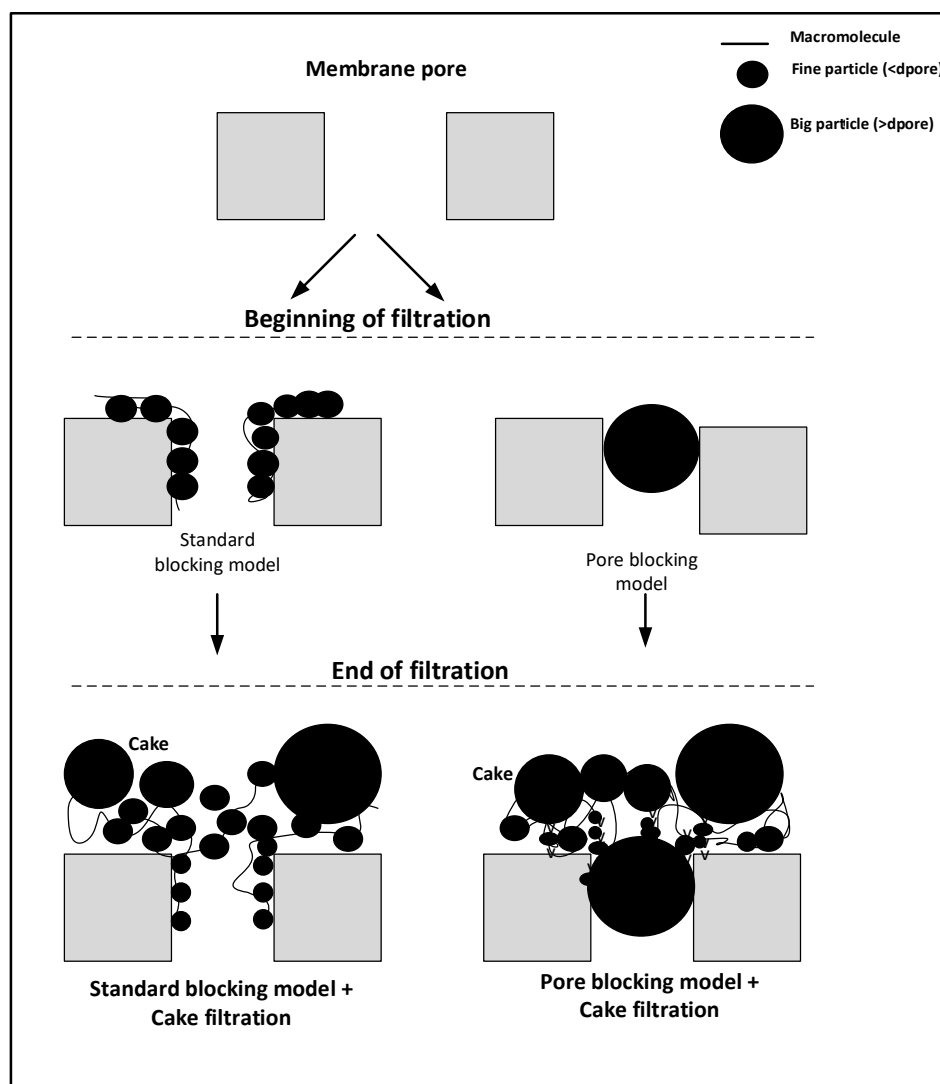 Macromolecule
Fine particle (<dpore)
Big particle (>dpore)
Membrane pore
Beginning of filtration
Standard
blocking model
Pore blocking
model
End of filtration
Cake
Cake
Standard blocking model +
Cake filtration
Pore blocking model +
Cake filtration